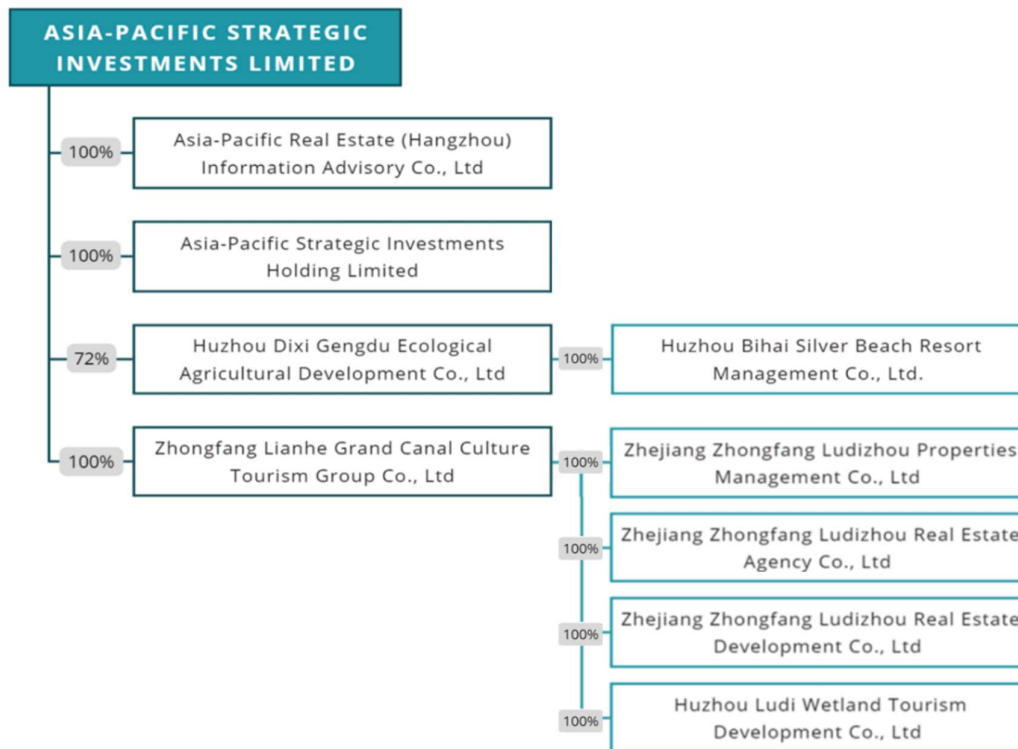 ASIA-PACIFIC STRATEGIC
INVESTMENTS LIMITED
100%
Asia-Pacific Real Estate (Hangzhou)
Information Advisory Co., Ltd
100%
Asia-Pacific Strategic Investments
Holding Limited
72%
Huzhou Dixi Gengdu Ecological
Agricultural Development Co., Ltd
100%
Huzhou Bihai Silver Beach Resort
Management Co., Ltd.
100%
Zhongfang Lianhe Grand Canal Culture
Tourism Group Co., Ltd
100%
Zhejiang Zhongfang Ludizhou Properties
Management Co., Ltd
100%
Zhejiang Zhongfang Ludizhou Real Estate
Agency Co., Ltd
100%
Zhejiang Zhongfang Ludizhou Real Estate
Development Co., Ltd
100%
Huzhou Ludi Wetland Tourism
Development Co., Ltd